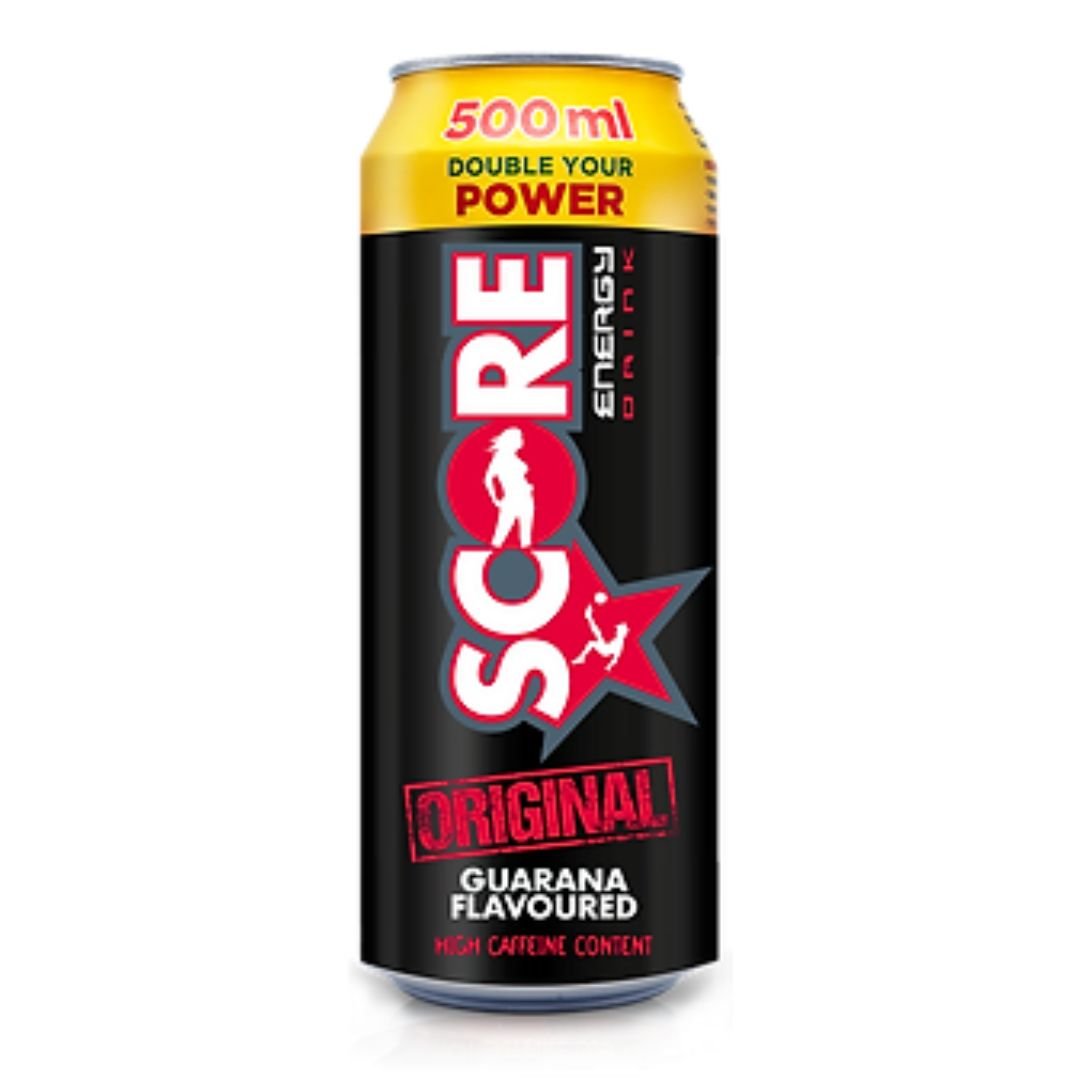 500ml
DOUBLE YOUR
POWER
SCORE
ENERGY
DRINK
ORIGINAL
GUARANA
FLAVOURED
HIGH CAFFEINE CONTENT